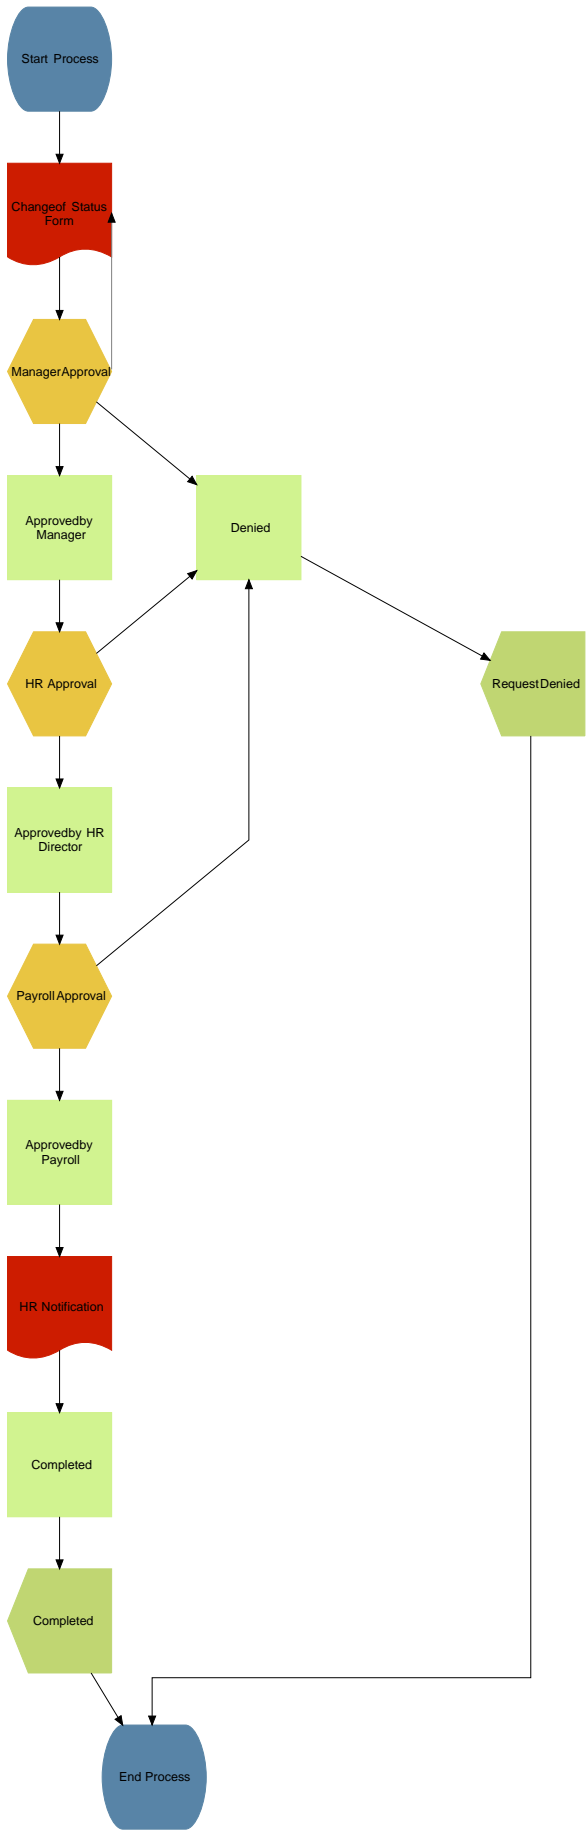 Start Process
Changeof Status
Form
ManagerApproval
Approvedby
Manager
Denied
HR Approval
RequestDenied
Approvedby HR
Director
PayrollApproval
Approvedby
Payroll
HR Notification
Completed
Completed
End Process